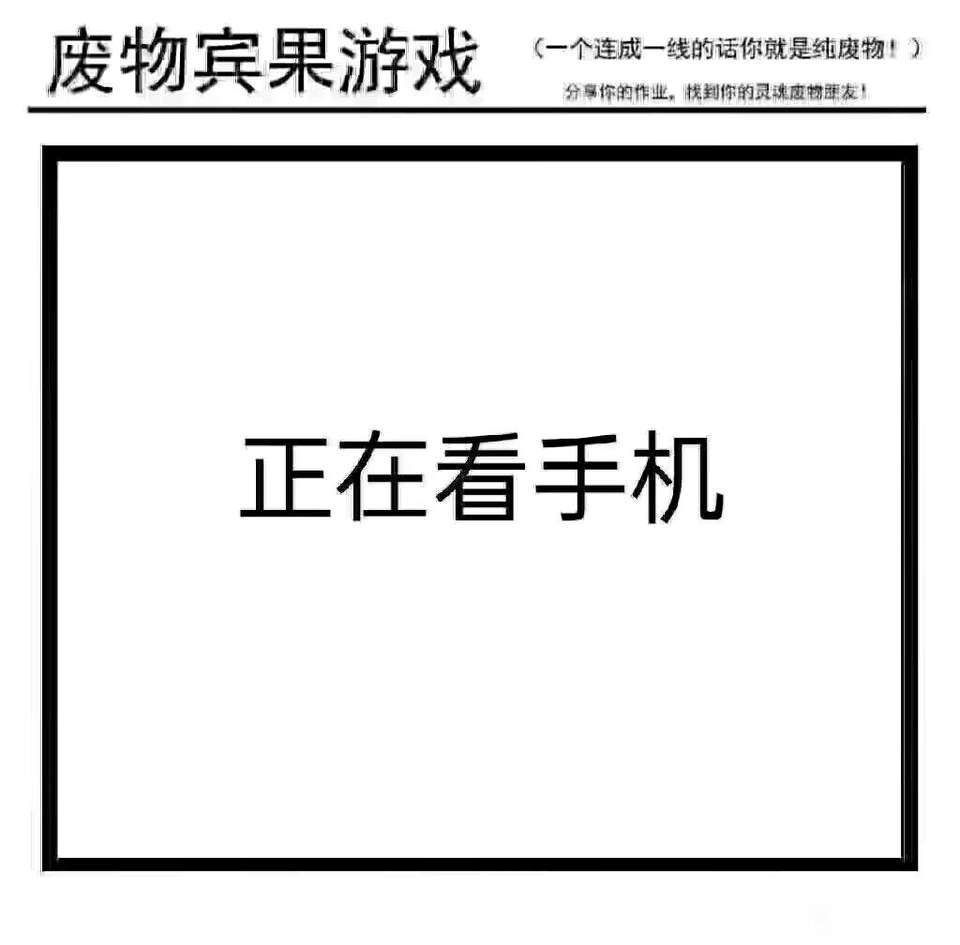 废物宾果游戏
（一个连成一线的话你就是纯废物！）
分享你的作业，找到你的灵魂废物朋友！
正在看手机